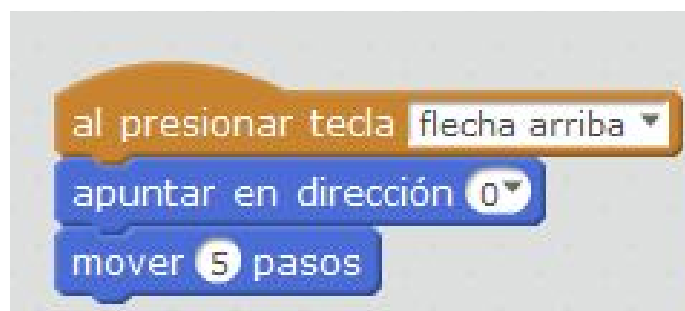 al presionar tecla flecha arriba
apuntar en dirección 0
mover 5 pasos